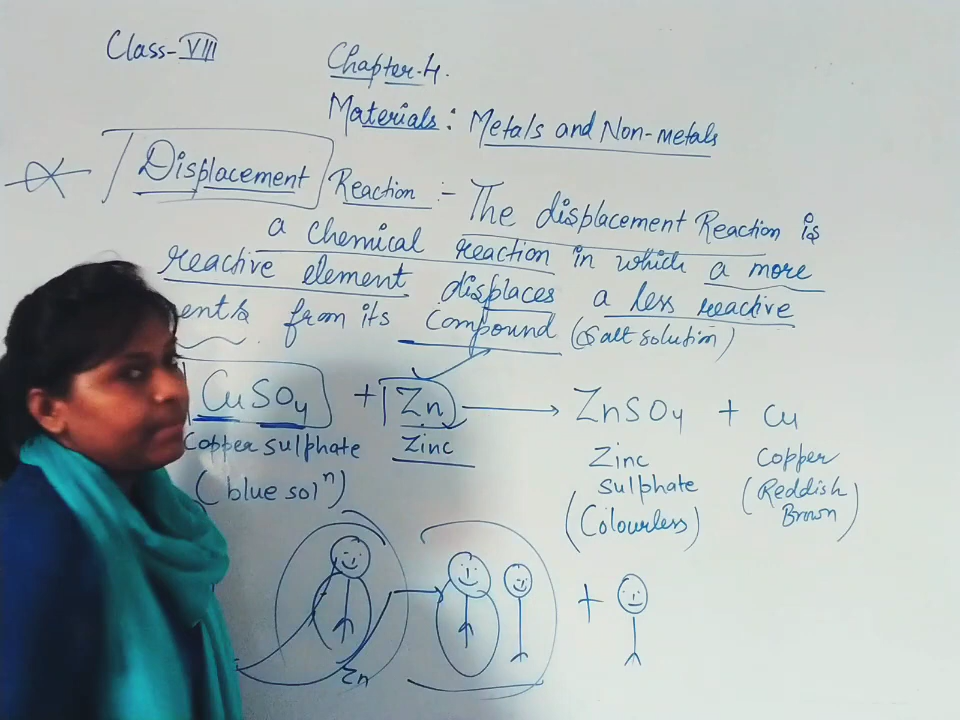 Class-VIII
Chapter-4.
Materials: Metals and Non-metals
Displacement Reaction :- The displacement Reaction is
a chemical reaction in which a more
reactive element displaces a less reactive
ents from its compound (Salt solution)
CuSO4 + Zn → ZnSO4 + Cu
Copper sulphate Zinc Zinc sulphate Copper
(blue solⁿ) (Colourless) (Reddish Brown)
+
Zn